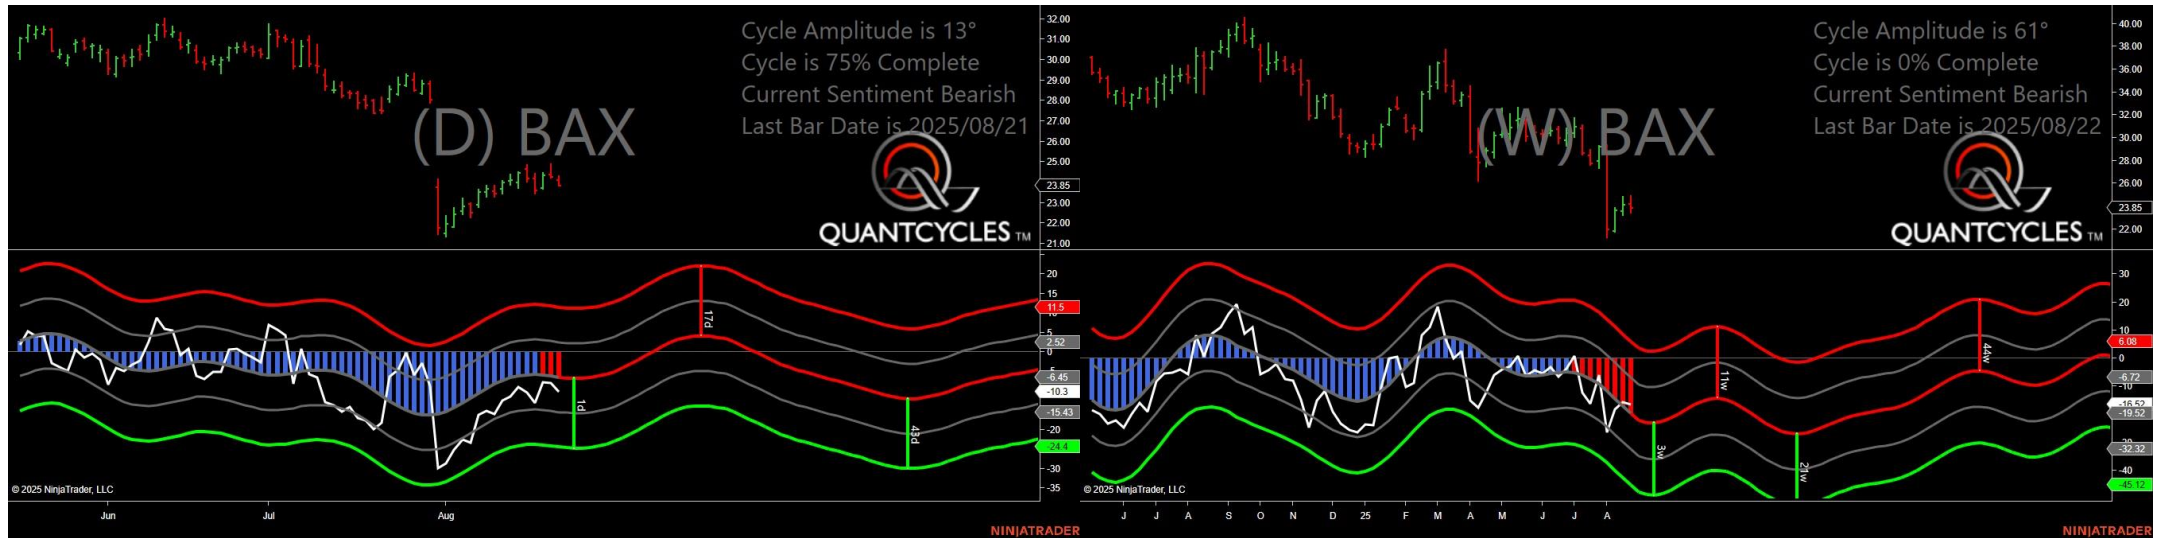 Cycle Amplitude is 13°
Cycle is 75% Complete
Current Sentiment Bearish
Last Bar Date is 2025/08/21
(D) BAX
QUANTCYCLES TM
32.00
31.00
30.00
29.00
28.00
27.00
26.00
25.00
23.85
23.00
22.00
21.00
20
15
11.5
5
2.52
0
-6.45
-10.3
-15.43
-20
-24.4
-30
-35
1d
17d
43d
© 2025 NinjaTrader, LLC
Jun
Jul
Aug
NINJATRADER
Cycle Amplitude is 61°
Cycle is 0% Complete
Current Sentiment Bearish
Last Bar Date is 2025/08/22
(W) BAX
QUANTCYCLES TM
40.00
38.00
36.00
34.00
32.00
30.00
28.00
26.00
23.85
22.00
30
20
10
6.08
0
-6.72
-10
-16.52
-19.52
-32.32
-40
-45.12
3w
11w
21w
44w
© 2025 NinjaTrader, LLC
J J A S O N D 25 F M A M J J A
NINJATRADER